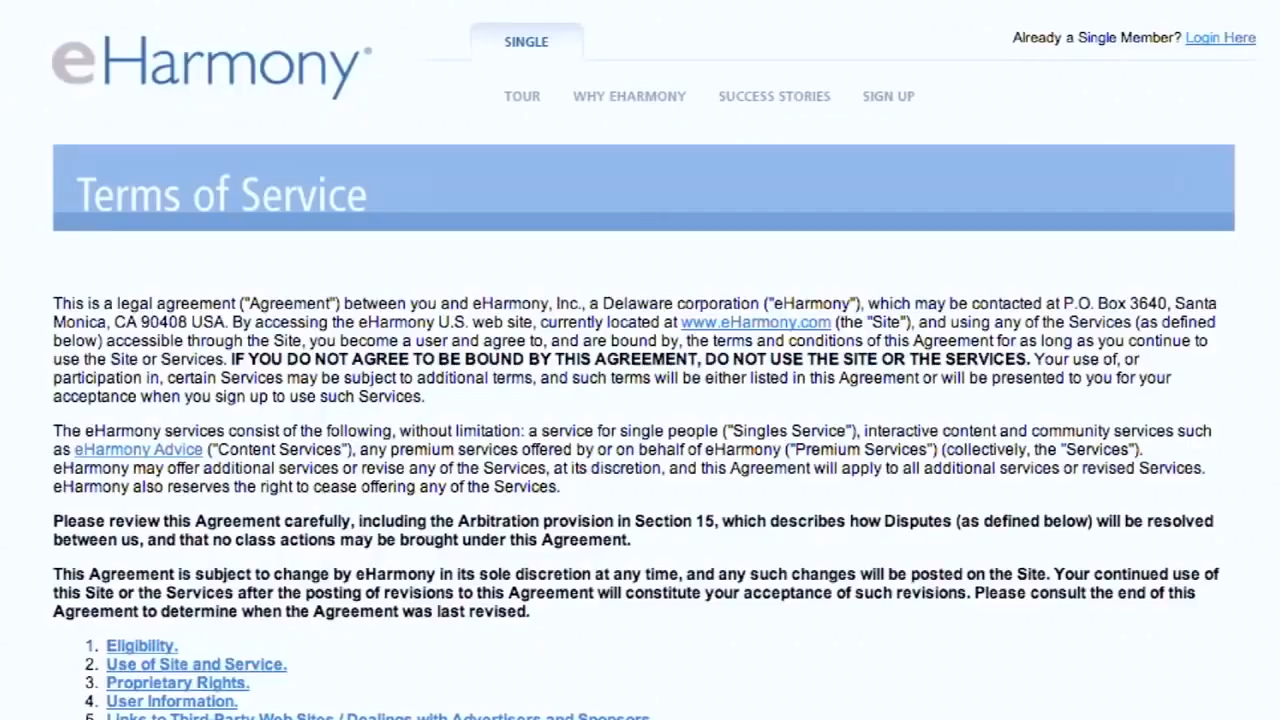 eHarmony®
SINGLE
Already a Single Member? Login Here
TOUR WHY EHARMONY SUCCESS STORIES SIGN UP
Terms of Service
This is a legal agreement ("Agreement") between you and eHarmony, Inc., a Delaware corporation ("eHarmony"), which may be contacted at P.O. Box 3640, Santa
Monica, CA 90408 USA. By accessing the eHarmony U.S. web site, currently located at www.eHarmony.com (the "Site"), and using any of the Services (as defined
below) accessible through the Site, you become a user and agree to, and are bound by, the terms and conditions of this Agreement for as long as you continue to
use the Site or Services. IF YOU DO NOT AGREE TO BE BOUND BY THIS AGREEMENT, DO NOT USE THE SITE OR THE SERVICES. Your use of, or
participation in, certain Services may be subject to additional terms, and such terms will be either listed in this Agreement or will be presented to you for your
acceptance when you sign up to use such Services.
The eHarmony services consist of the following, without limitation: a service for single people ("Singles Service"), interactive content and community services such
as eHarmony Advice ("Content Services"), any premium services offered by or on behalf of eHarmony ("Premium Services") (collectively, the "Services").
eHarmony may offer additional services or revise any of the Services, at its discretion, and this Agreement will apply to all additional services or revised Services.
eHarmony also reserves the right to cease offering any of the Services.
Please review this Agreement carefully, including the Arbitration provision in Section 15, which describes how Disputes (as defined below) will be resolved
between us, and that no class actions may be brought under this Agreement.
This Agreement is subject to change by eHarmony in its sole discretion at any time, and any such changes will be posted on the Site. Your continued use of
this Site or the Services after the posting of revisions to this Agreement will constitute your acceptance of such revisions. Please consult the end of this
Agreement to determine when the Agreement was last revised.
1. Eligibility.
2. Use of Site and Service.
3. Proprietary Rights.
4. User Information.
5. Links to Third-Party Web Sites / Dealings with Advertisers and Sponsors.